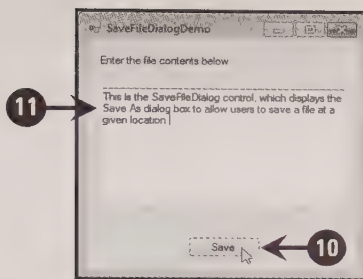 SaveFileDialogDemo
Enter the file contents below
This is the SaveFileDialog control, which displays the
Save As dialog box to allow users to save a file at a
given location
11
Save
10